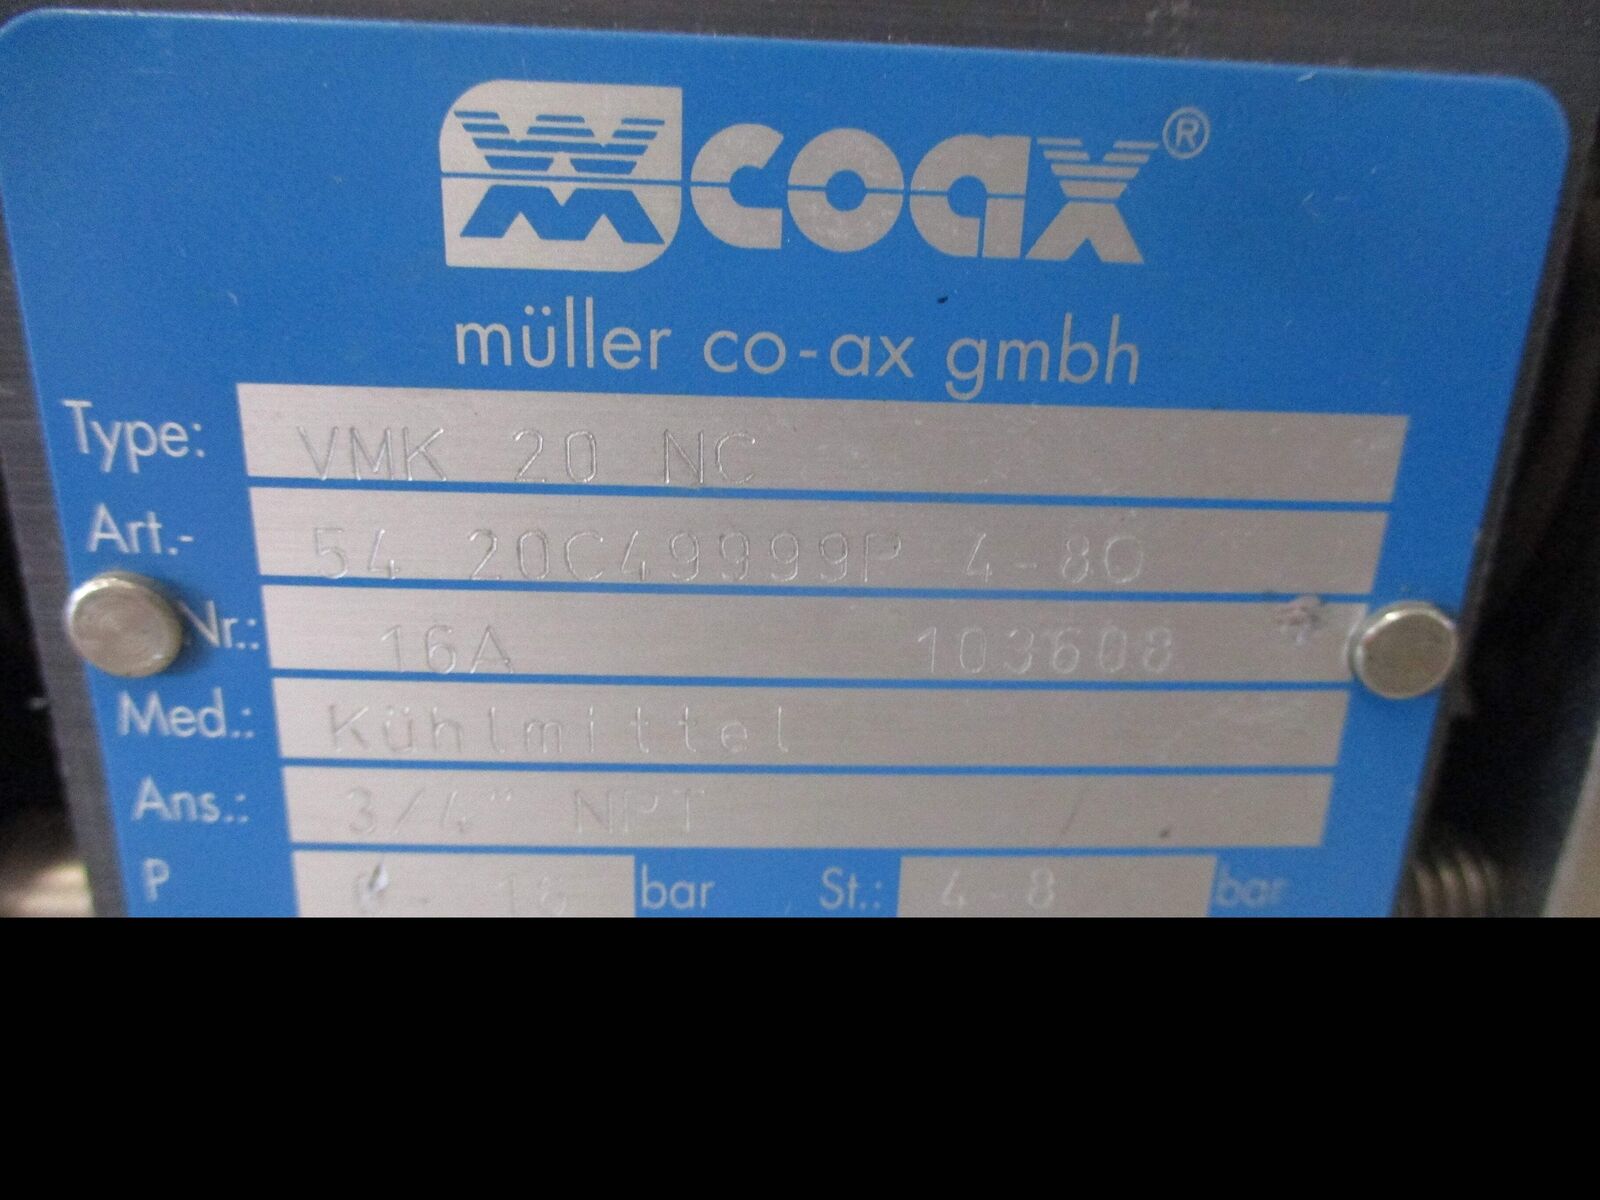 coax®
müller co-ax gmbh
Type: VMK 20 NC
Art.- 54 20C49999P 4-80
Nr.: 16A 103608
Med.: Kühlmittel
Ans.: 3/4" NPT /
P - 16 bar St.: 4-8 bar